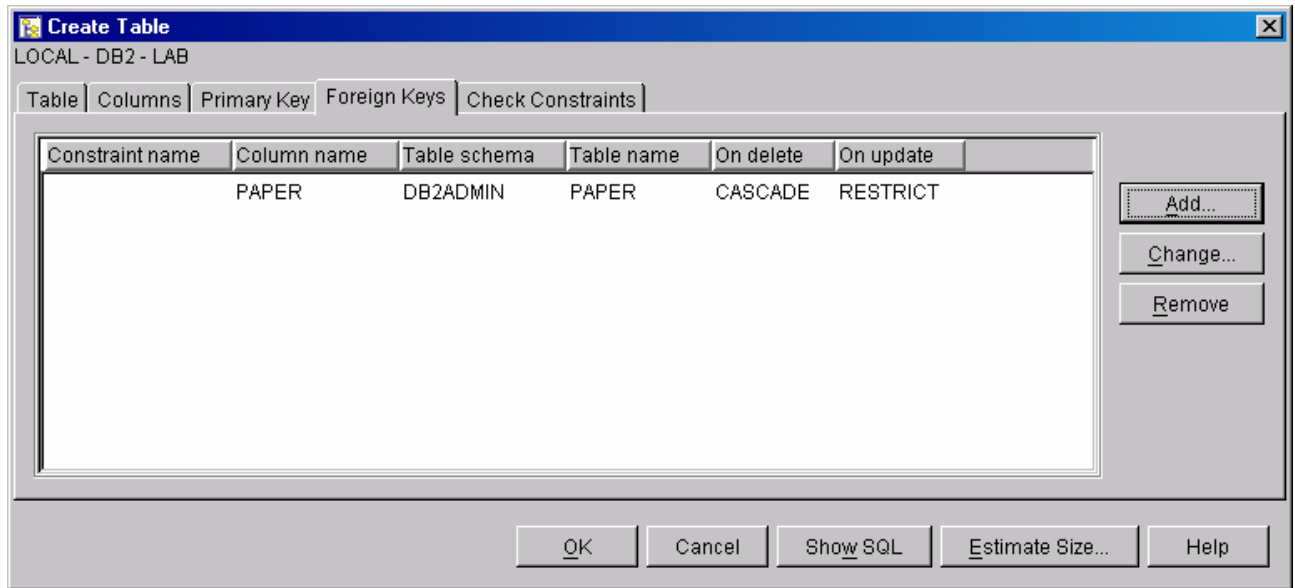 Create Table
LOCAL - DB2 - LAB
Table Columns Primary Key Foreign Keys Check Constraints
Constraint name Column name Table schema Table name On delete On update
PAPER DB2ADMIN PAPER CASCADE RESTRICT
Add...
Change...
Remove
OK Cancel Show SQL Estimate Size... Help